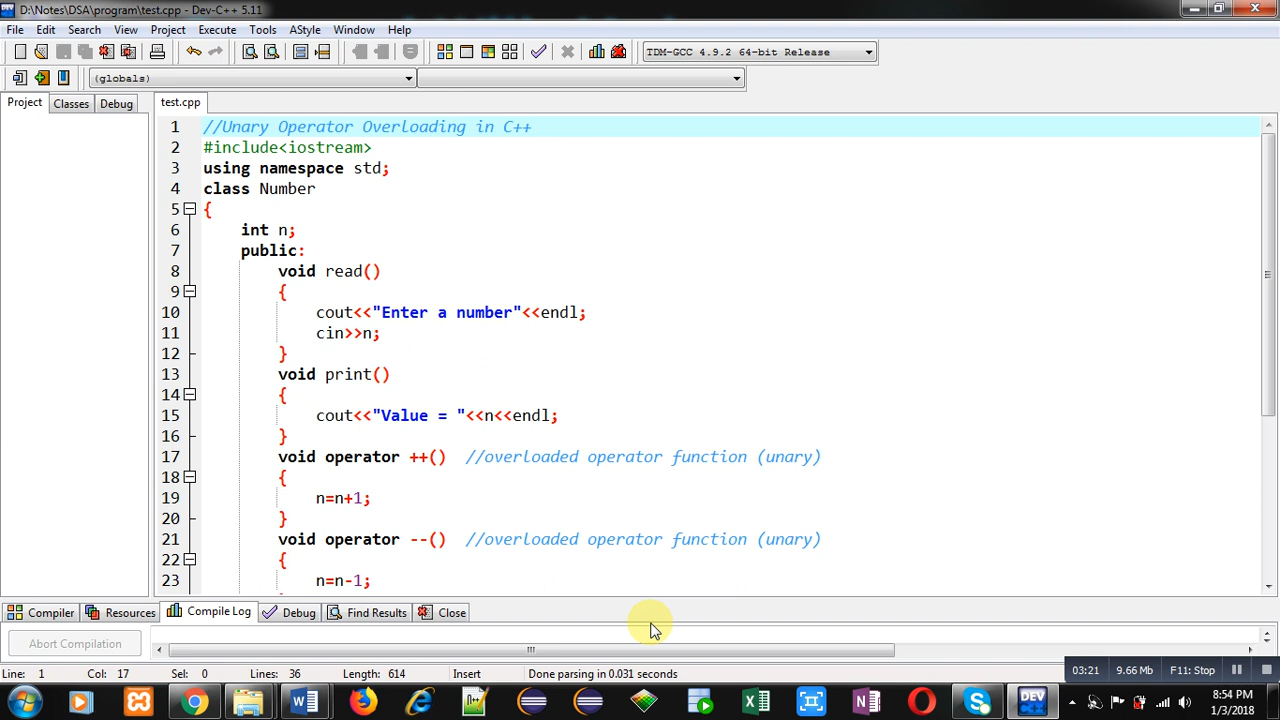 D:\Notes\DSA\program\test.cpp - Dev-C++ 5.11
File Edit Search View Project Execute Tools AStyle Window Help
TDM-GCC 4.9.2 64-bit Release
(globals)
Project Classes Debug test.cpp
1 //Unary Operator Overloading in C++
2 #include<iostream>
3 using namespace std;
4 class Number
5 {
6 int n;
7 public:
8 void read()
9 {
10 cout<<"Enter a number"<<endl;
11 cin>>n;
12 }
13 void print()
14 {
15 cout<<"Value = "<<n<<endl;
16 }
17 void operator ++() //overloaded operator function (unary)
18 {
19 n=n+1;
20 }
21 void operator --() //overloaded operator function (unary)
22 {
23 n=n-1;
Compiler Resources Compile Log Debug Find Results Close
Abort Compilation
Line: 1 Col: 17 Sel: 0 Lines: 36 Length: 614 Insert Done parsing in 0.031 seconds
03:21 9.66 Mb F11: Stop
8:54 PM
1/3/2018